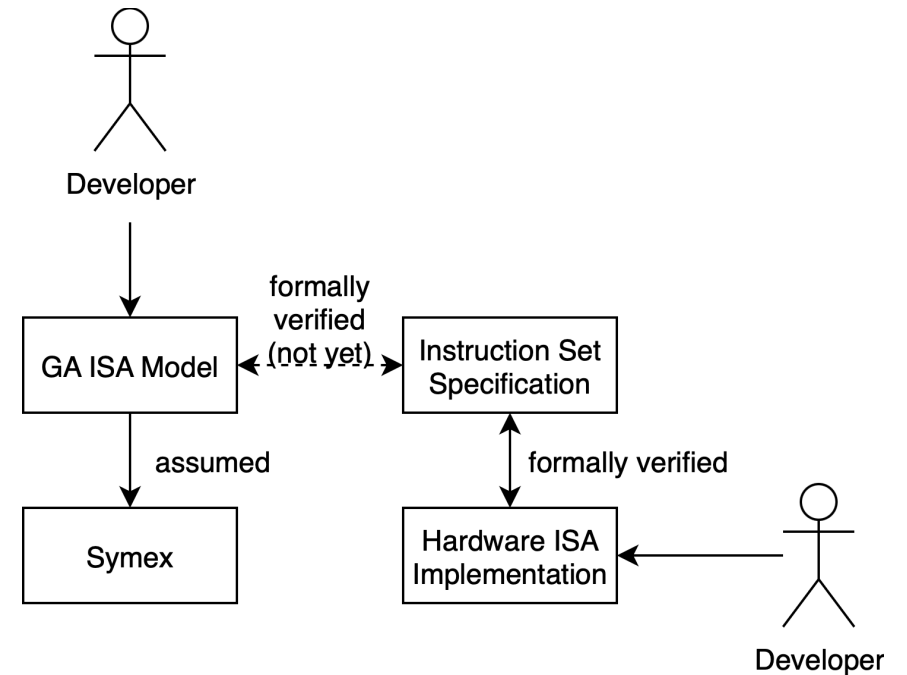 Developer
formally
verified
(not yet)
GA ISA Model
Instruction Set
Specification
assumed
formally verified
Symex
Hardware ISA
Implementation
Developer